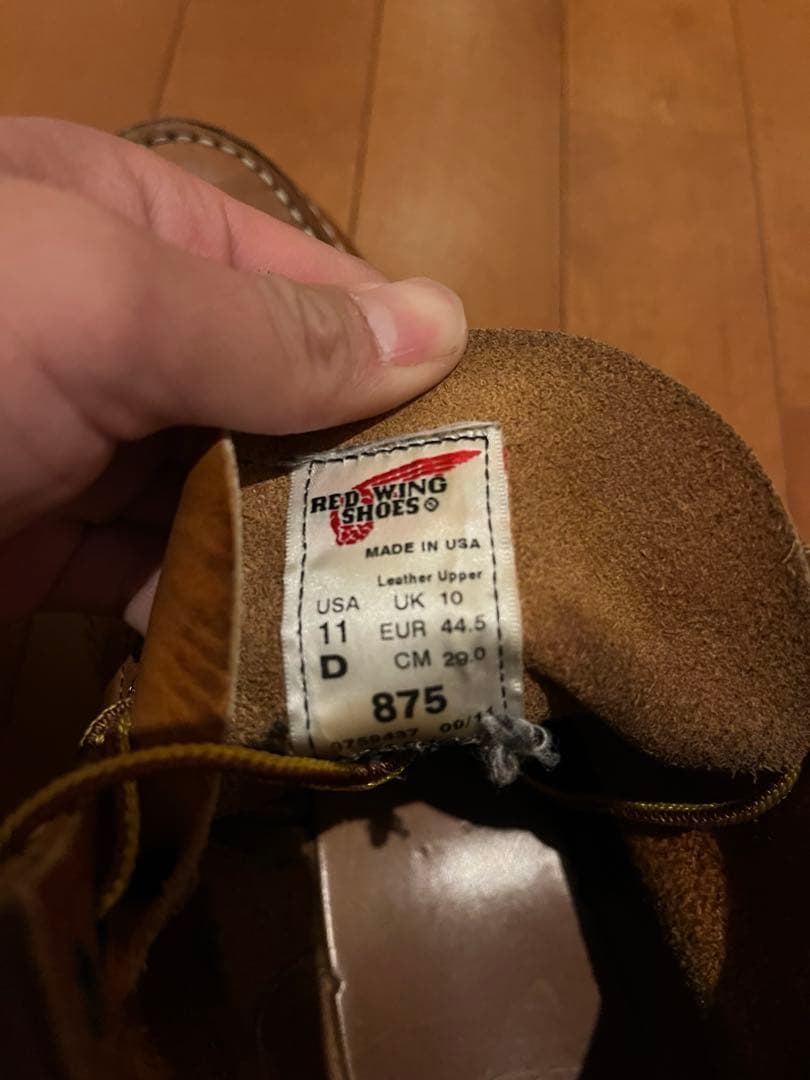 RED WING
SHOES
MADE IN USA
Leather Upper
USA UK 10
11 EUR 44.5
D CM 29.0
875